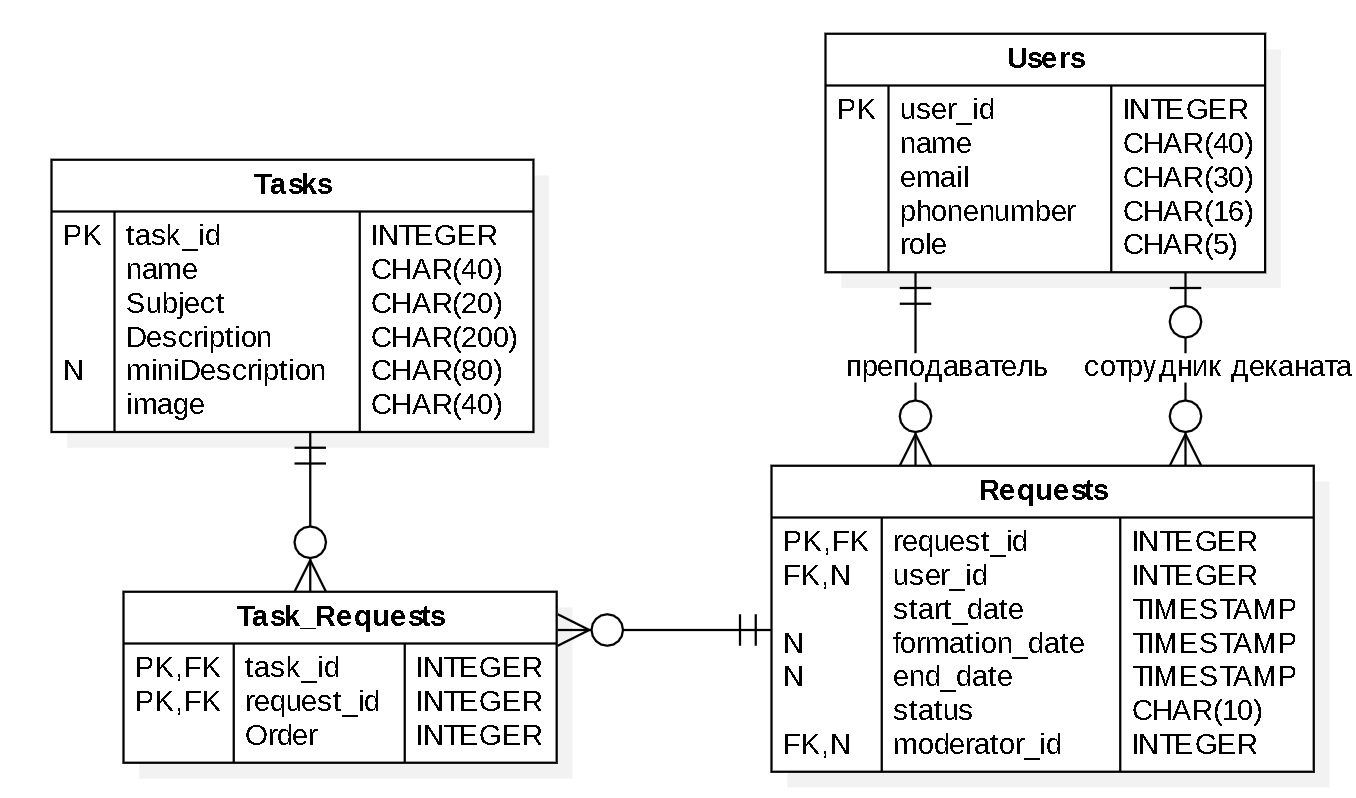 Users
PK user_id INTEGER
name CHAR(40)
email CHAR(30)
phonenumber CHAR(16)
role CHAR(5)
Tasks
PK task_id INTEGER
name CHAR(40)
Subject CHAR(20)
Description CHAR(200)
N miniDescription CHAR(80)
image CHAR(40)
преподаватель
сотрудник деканата
Requests
PK,FK request_id INTEGER
FK,N user_id INTEGER
start_date TIMESTAMP
N formation_date TIMESTAMP
N end_date TIMESTAMP
status CHAR(10)
FK,N moderator_id INTEGER
Task_Requests
PK,FK task_id INTEGER
PK,FK request_id INTEGER
Order INTEGER